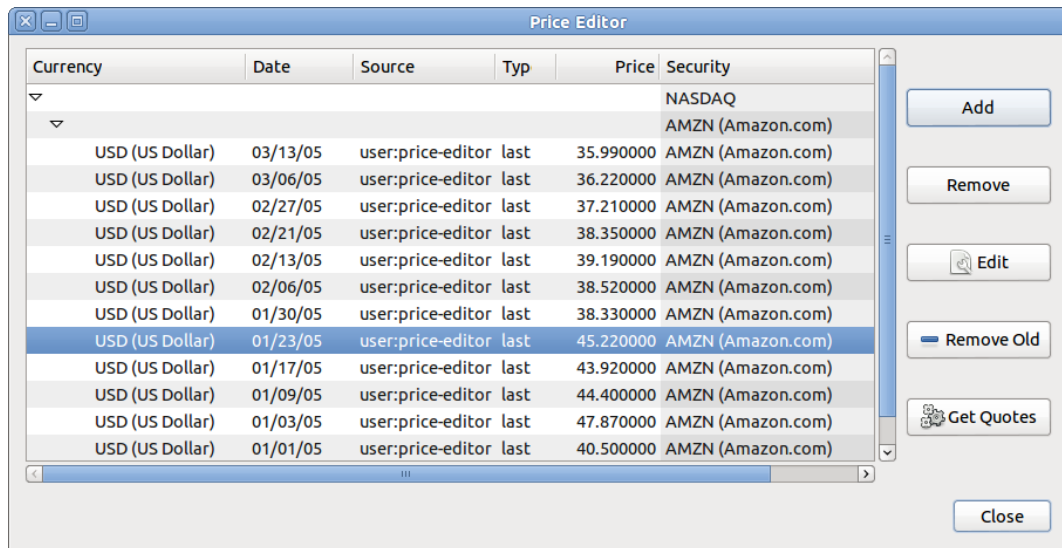 Price Editor
Currency Date Source Typ Price Security
NASDAQ
AMZN (Amazon.com)
USD (US Dollar) 03/13/05 user:price-editor last 35.990000 AMZN (Amazon.com)
USD (US Dollar) 03/06/05 user:price-editor last 36.220000 AMZN (Amazon.com)
USD (US Dollar) 02/27/05 user:price-editor last 37.210000 AMZN (Amazon.com)
USD (US Dollar) 02/21/05 user:price-editor last 38.350000 AMZN (Amazon.com)
USD (US Dollar) 02/13/05 user:price-editor last 39.190000 AMZN (Amazon.com)
USD (US Dollar) 02/06/05 user:price-editor last 38.520000 AMZN (Amazon.com)
USD (US Dollar) 01/30/05 user:price-editor last 38.330000 AMZN (Amazon.com)
USD (US Dollar) 01/23/05 user:price-editor last 45.220000 AMZN (Amazon.com)
USD (US Dollar) 01/17/05 user:price-editor last 43.920000 AMZN (Amazon.com)
USD (US Dollar) 01/09/05 user:price-editor last 44.400000 AMZN (Amazon.com)
USD (US Dollar) 01/03/05 user:price-editor last 47.870000 AMZN (Amazon.com)
USD (US Dollar) 01/01/05 user:price-editor last 40.500000 AMZN (Amazon.com)
Add
Remove
Edit
Remove Old
Get Quotes
Close